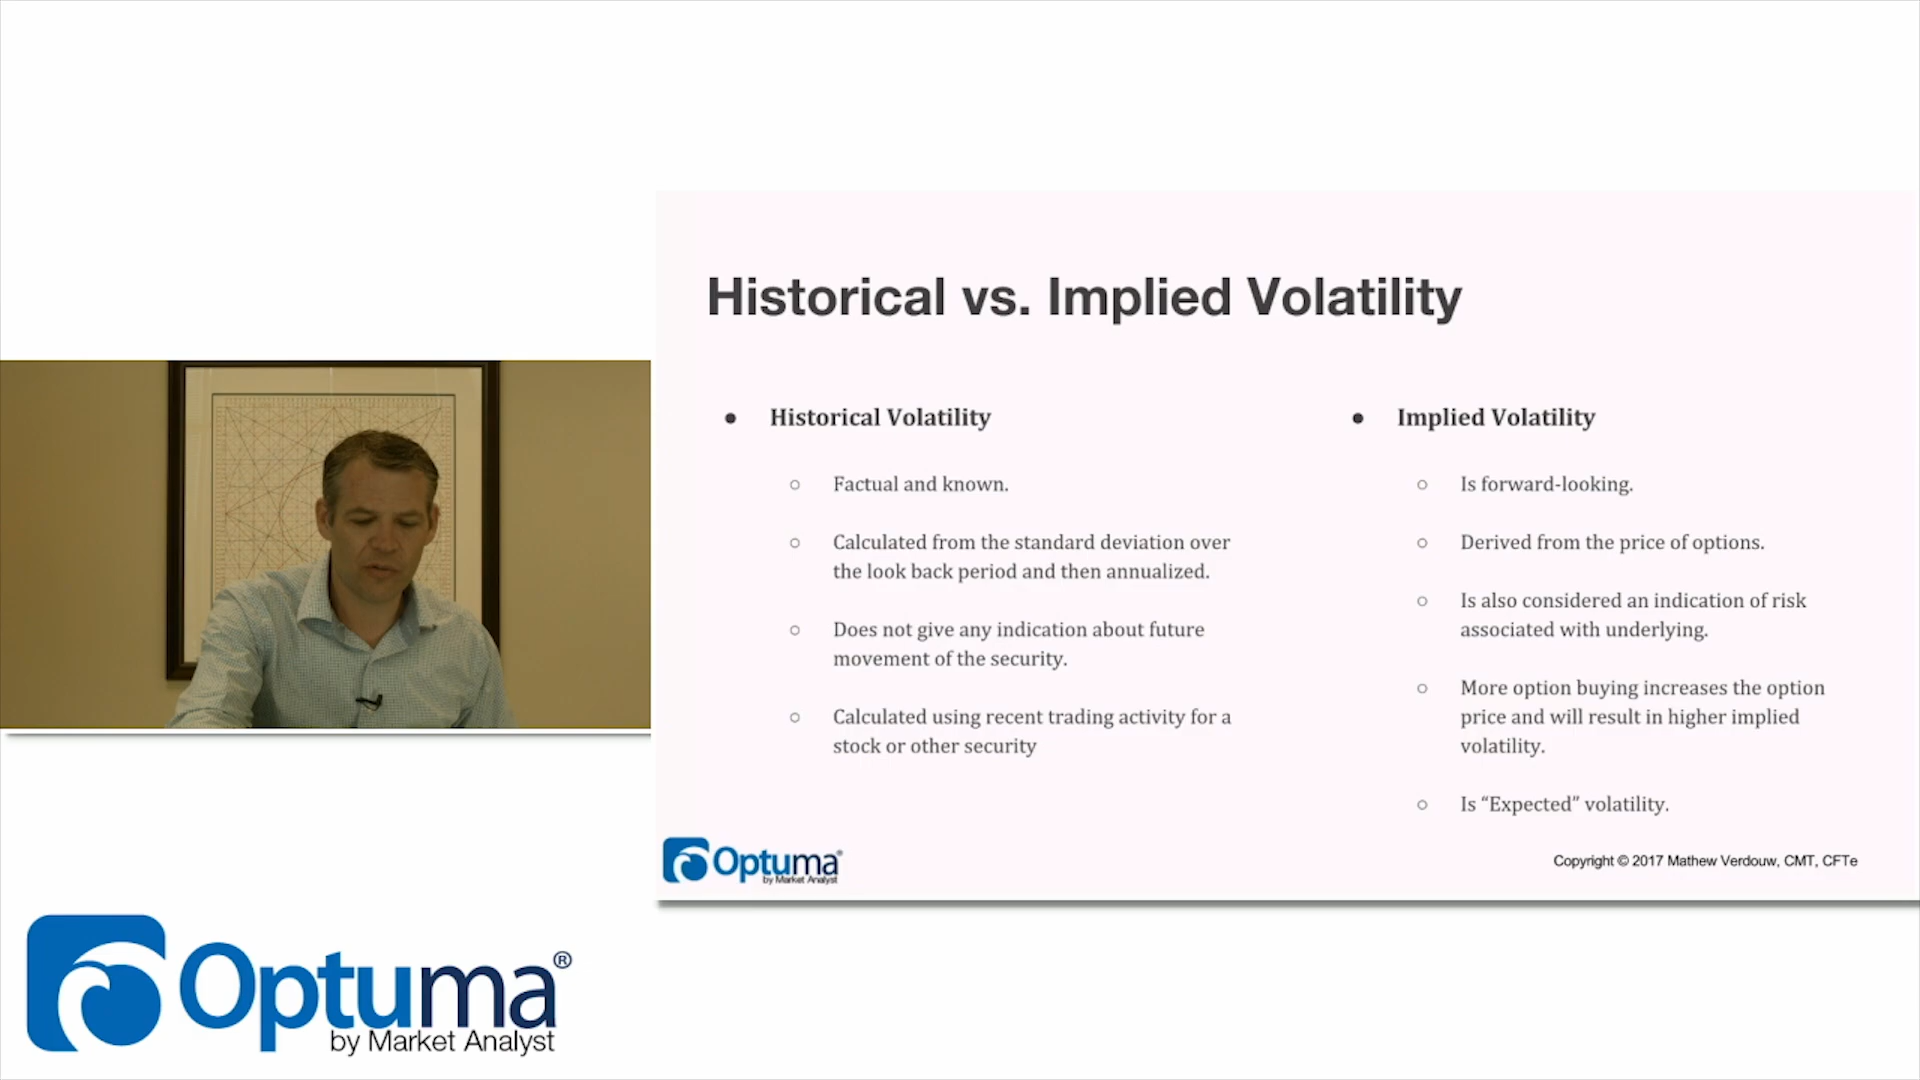 Historical vs. Implied Volatility
● Historical Volatility
○ Factual and known.
○ Calculated from the standard deviation over
the look back period and then annualized.
○ Does not give any indication about future
movement of the security.
○ Calculated using recent trading activity for a
stock or other security
● Implied Volatility
○ Is forward-looking.
○ Derived from the price of options.
○ Is also considered an indication of risk
associated with underlying.
○ More option buying increases the option
price and will result in higher implied
volatility.
○ Is “Expected” volatility.
Optuma®
by Market Analyst
Copyright © 2017 Mathew Verdouw, CMT, CFTe
Optuma®
by Market Analyst